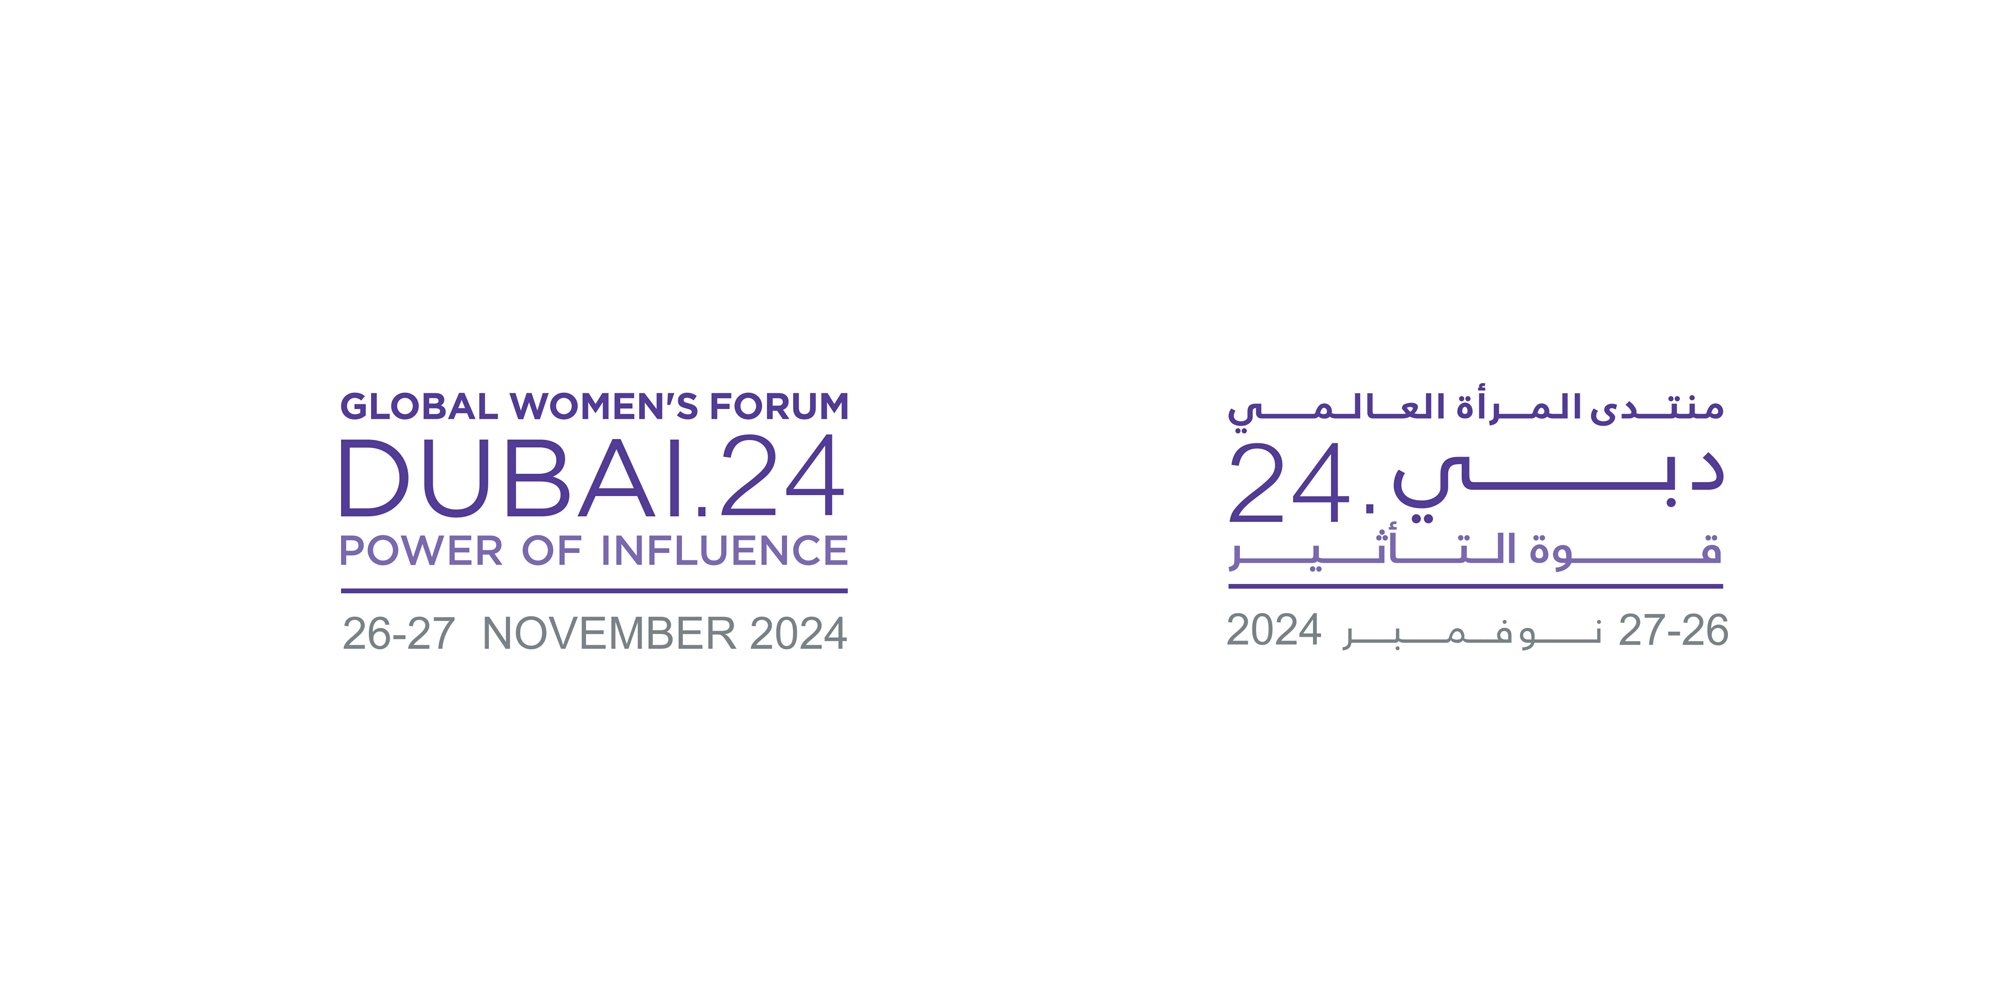 GLOBAL WOMEN'S FORUM
DUBAI.24
POWER OF INFLUENCE
26-27 NOVEMBER 2024
منتدى المرأة العالمي
دبي.24
قوة التأثير
27-26 نوفمبر 2024